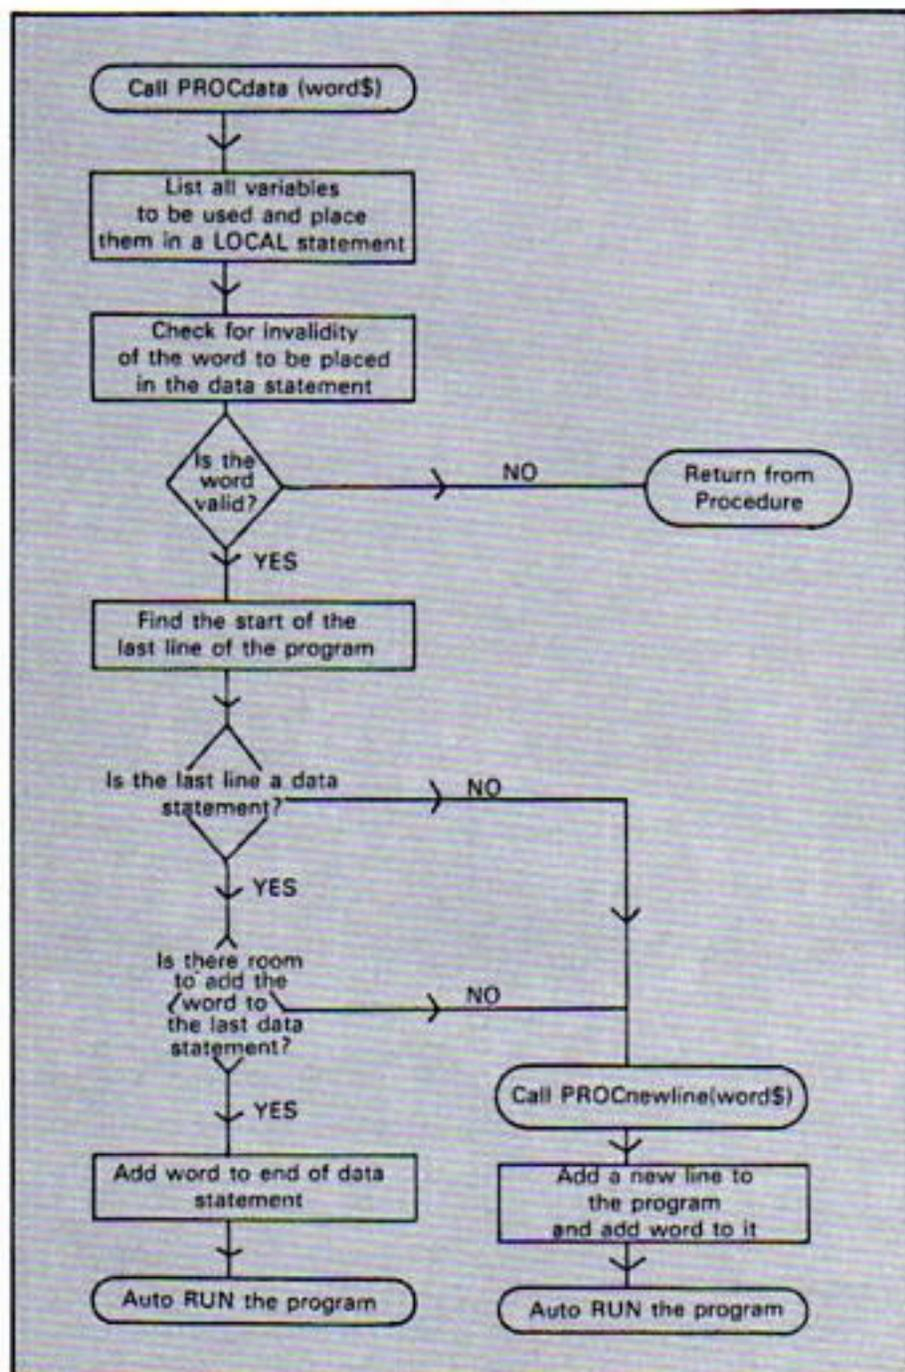 Call PROCdata (word$)
List all variables
to be used and place
them in a LOCAL statement
Check for invalidity
of the word to be placed
in the data statement
Is the
word
valid?
NO
Return from
Procedure
YES
Find the start of the
last line of the program
Is the last line a data
statement?
NO
YES
Is there room
to add the
word to
the last data
statement?
NO
YES
Call PROCnewline(word$)
Add word to end of data
statement
Add a new line to
the program
and add word to it
Auto RUN the program
Auto RUN the program